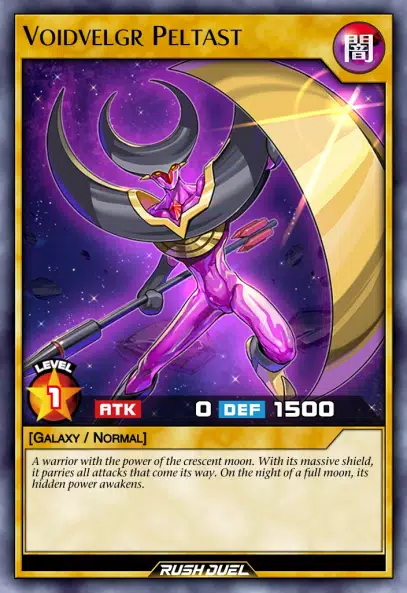 VOIDVELGR PELTAST
闇
LEVEL
1
ATK 0 DEF 1500
[GALAXY / NORMAL]
A warrior with the power of the crescent moon. With its massive shield,
it parries all attacks that come its way. On the night of a full moon, its
hidden power awakens.
RUSH DUEL